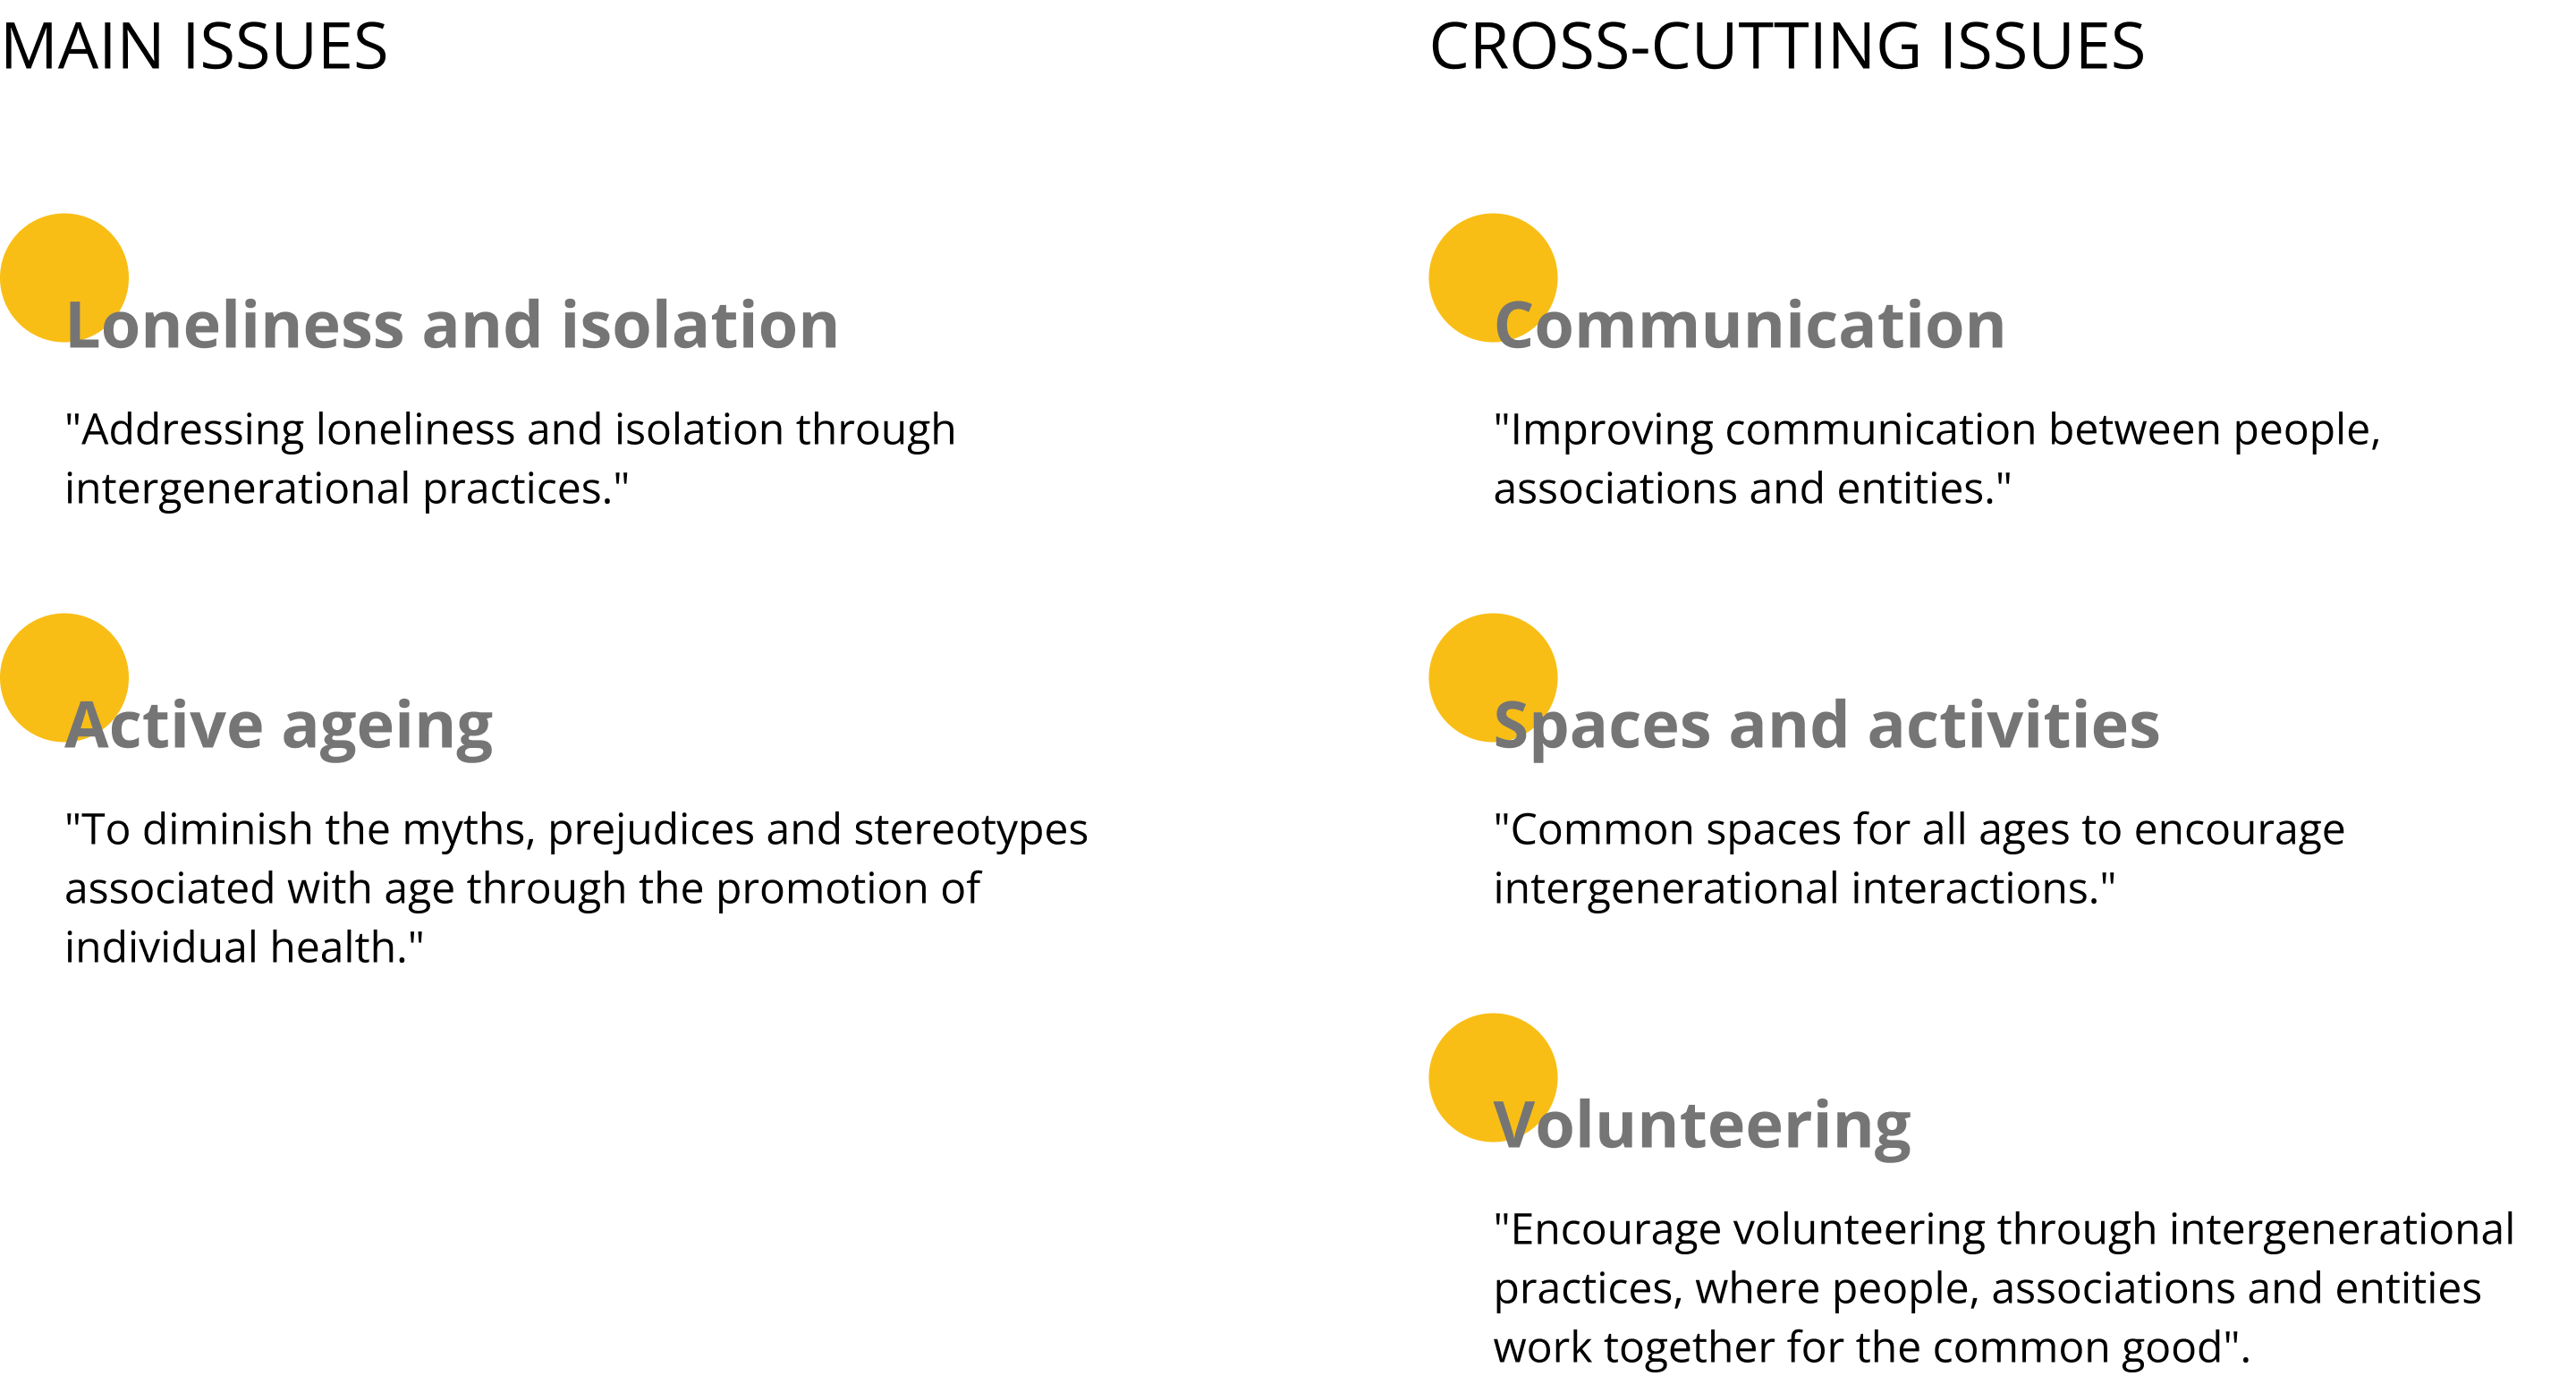 MAIN ISSUES
Loneliness and isolation
"Addressing loneliness and isolation through
intergenerational practices."
Active ageing
"To diminish the myths, prejudices and stereotypes
associated with age through the promotion of
individual health."
CROSS-CUTTING ISSUES
Communication
"Improving communication between people,
associations and entities."
Spaces and activities
"Common spaces for all ages to encourage
intergenerational interactions."
Volunteering
"Encourage volunteering through intergenerational
practices, where people, associations and entities
work together for the common good".